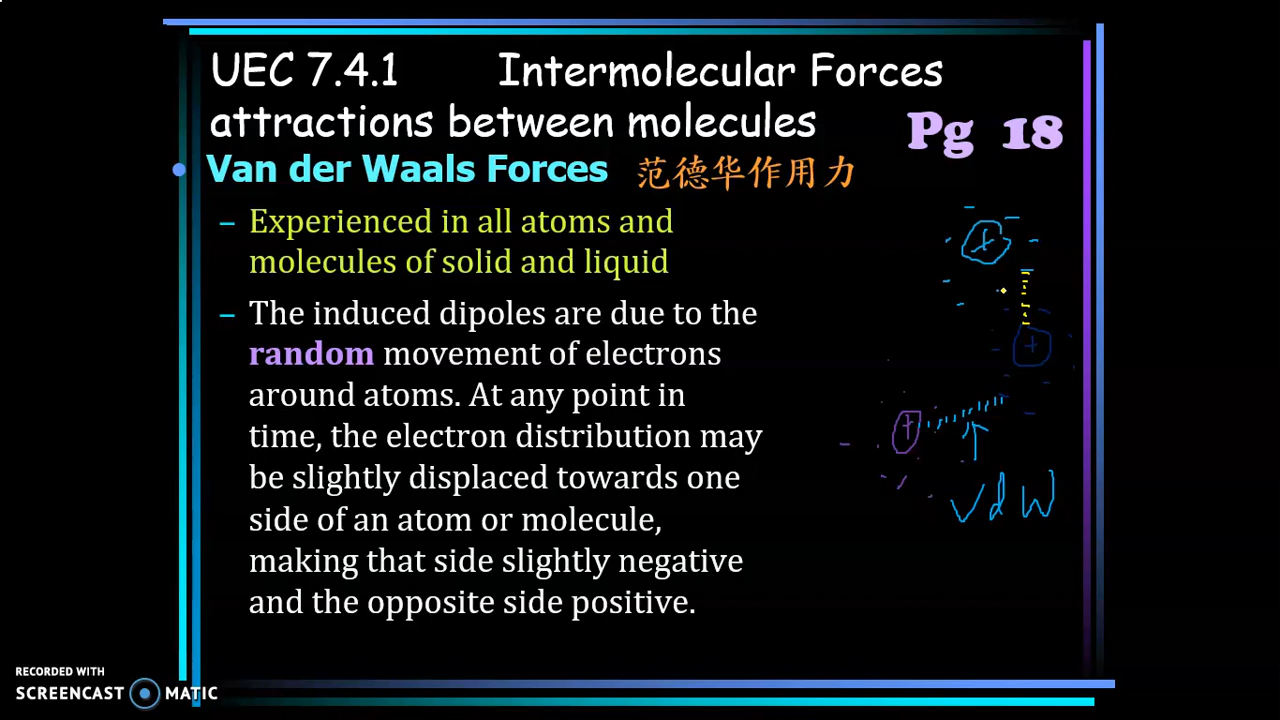 UEC 7.4.1 Intermolecular Forces
attractions between molecules
Pg 18
Van der Waals Forces 范德华作用力
– Experienced in all atoms and
molecules of solid and liquid
– The induced dipoles are due to the
random movement of electrons
around atoms. At any point in
time, the electron distribution may
be slightly displaced towards one
side of an atom or molecule,
making that side slightly negative
and the opposite side positive.
+
+
+
VdW
RECORDED WITH
SCREENCAST MATIC